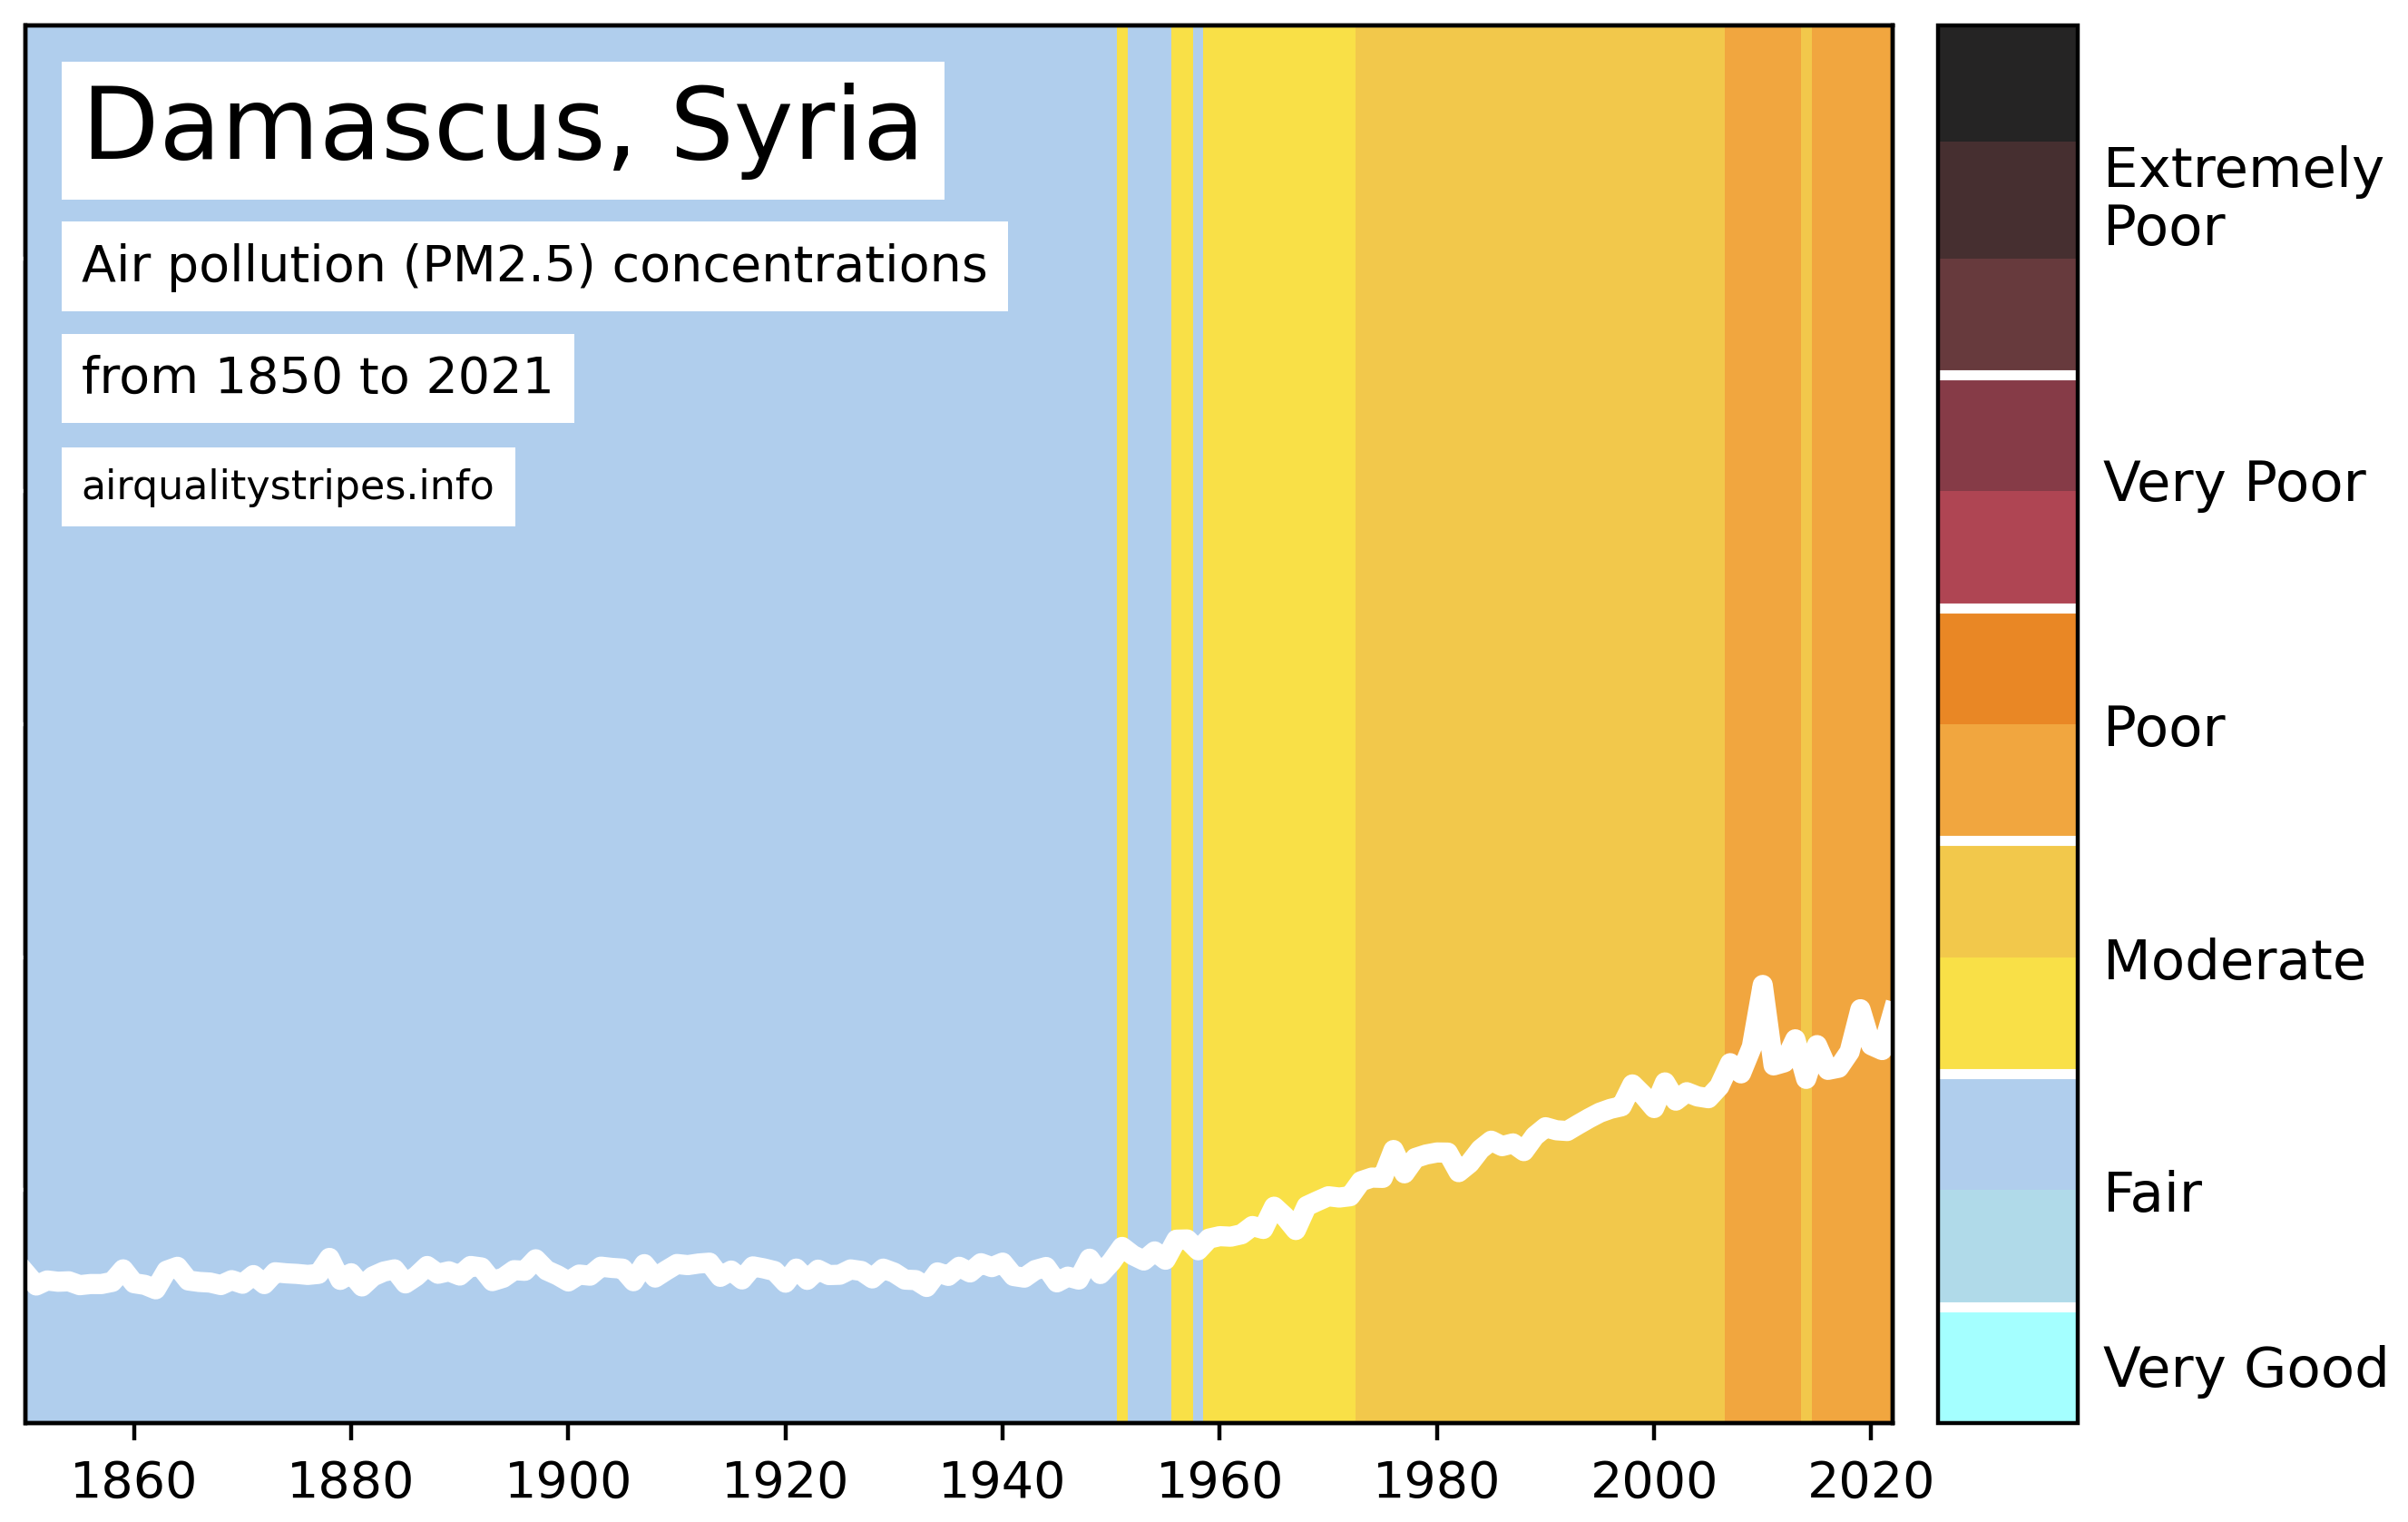 Damascus, Syria
Air pollution (PM2.5) concentrations
from 1850 to 2021
airqualitystripes.info
Extremely
Poor
Very Poor
Poor
Moderate
Fair
Very Good
1860 1880 1900 1920 1940 1960 1980 2000 2020